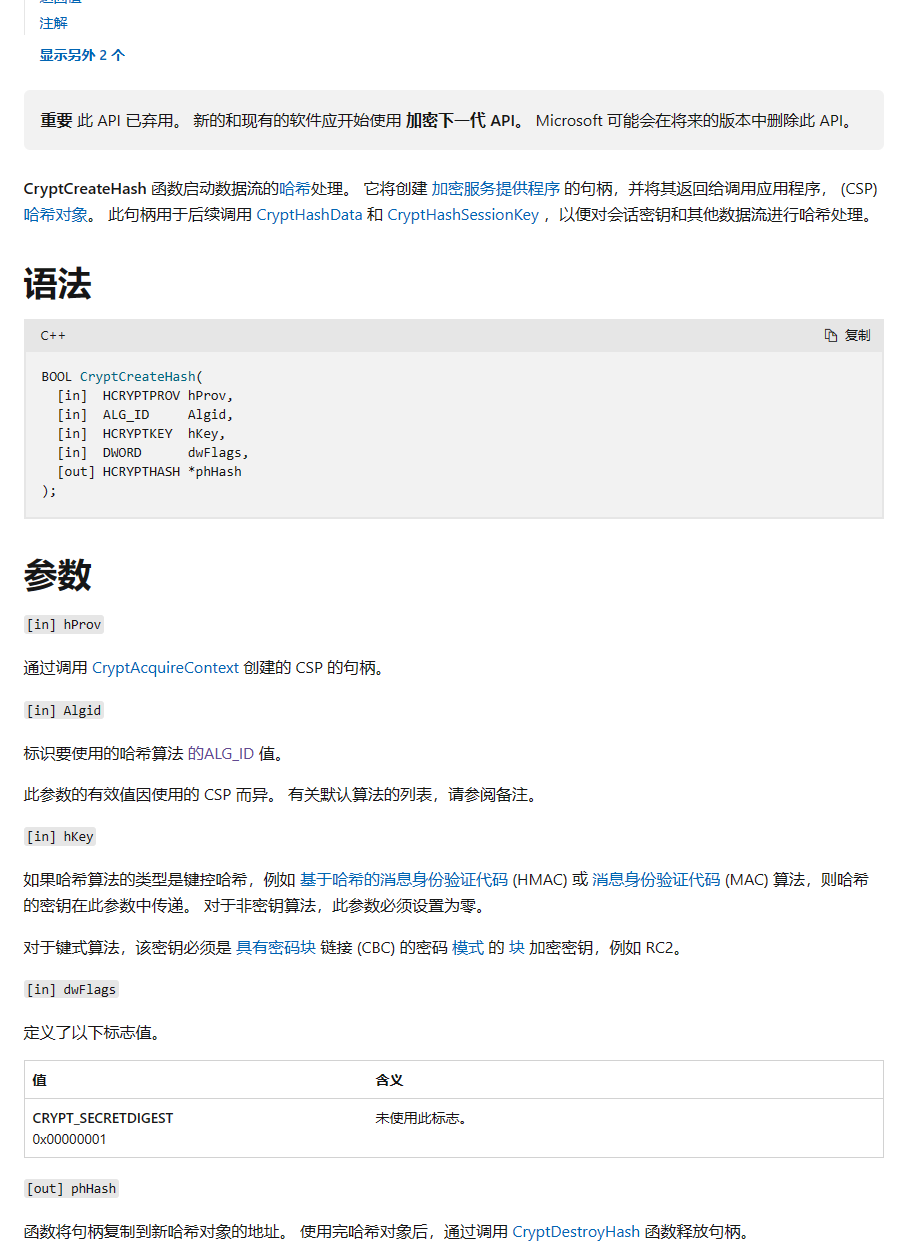 注解
显示另外 2 个
重要 此 API 已弃用。 新的和现有的软件应开始使用 加密下一代 API。 Microsoft 可能会在将来的版本中删除此 API。
CryptCreateHash 函数启动数据流的哈希处理。 它将创建 加密服务提供程序 的句柄，并将其返回给调用应用程序， (CSP)
哈希对象。 此句柄用于后续调用 CryptHashData 和 CryptHashSessionKey ，以便对会话密钥和其他数据流进行哈希处理。
语法
C++ 复制
BOOL CryptCreateHash(
  [in]  HCRYPTPROV hProv,
  [in]  ALG_ID     Algid,
  [in]  HCRYPTKEY  hKey,
  [in]  DWORD      dwFlags,
  [out] HCRYPTHASH *phHash
);
参数
[in] hProv
通过调用 CryptAcquireContext 创建的 CSP 的句柄。
[in] Algid
标识要使用的哈希算法 的ALG_ID 值。
此参数的有效值因使用的 CSP 而异。 有关默认算法的列表，请参阅备注。
[in] hKey
如果哈希算法的类型是键控哈希，例如 基于哈希的消息身份验证代码 (HMAC) 或 消息身份验证代码 (MAC) 算法，则哈希
的密钥在此参数中传递。 对于非密钥算法，此参数必须设置为零。
对于键式算法，该密钥必须是 具有密码块 链接 (CBC) 的密码 模式 的 块 加密密钥，例如 RC2。
[in] dwFlags
定义了以下标志值。
值 含义
CRYPT_SECRETDIGEST 未使用此标志。
0x00000001
[out] phHash
函数将句柄复制到新哈希对象的地址。 使用完哈希对象后，通过调用 CryptDestroyHash 函数释放句柄。